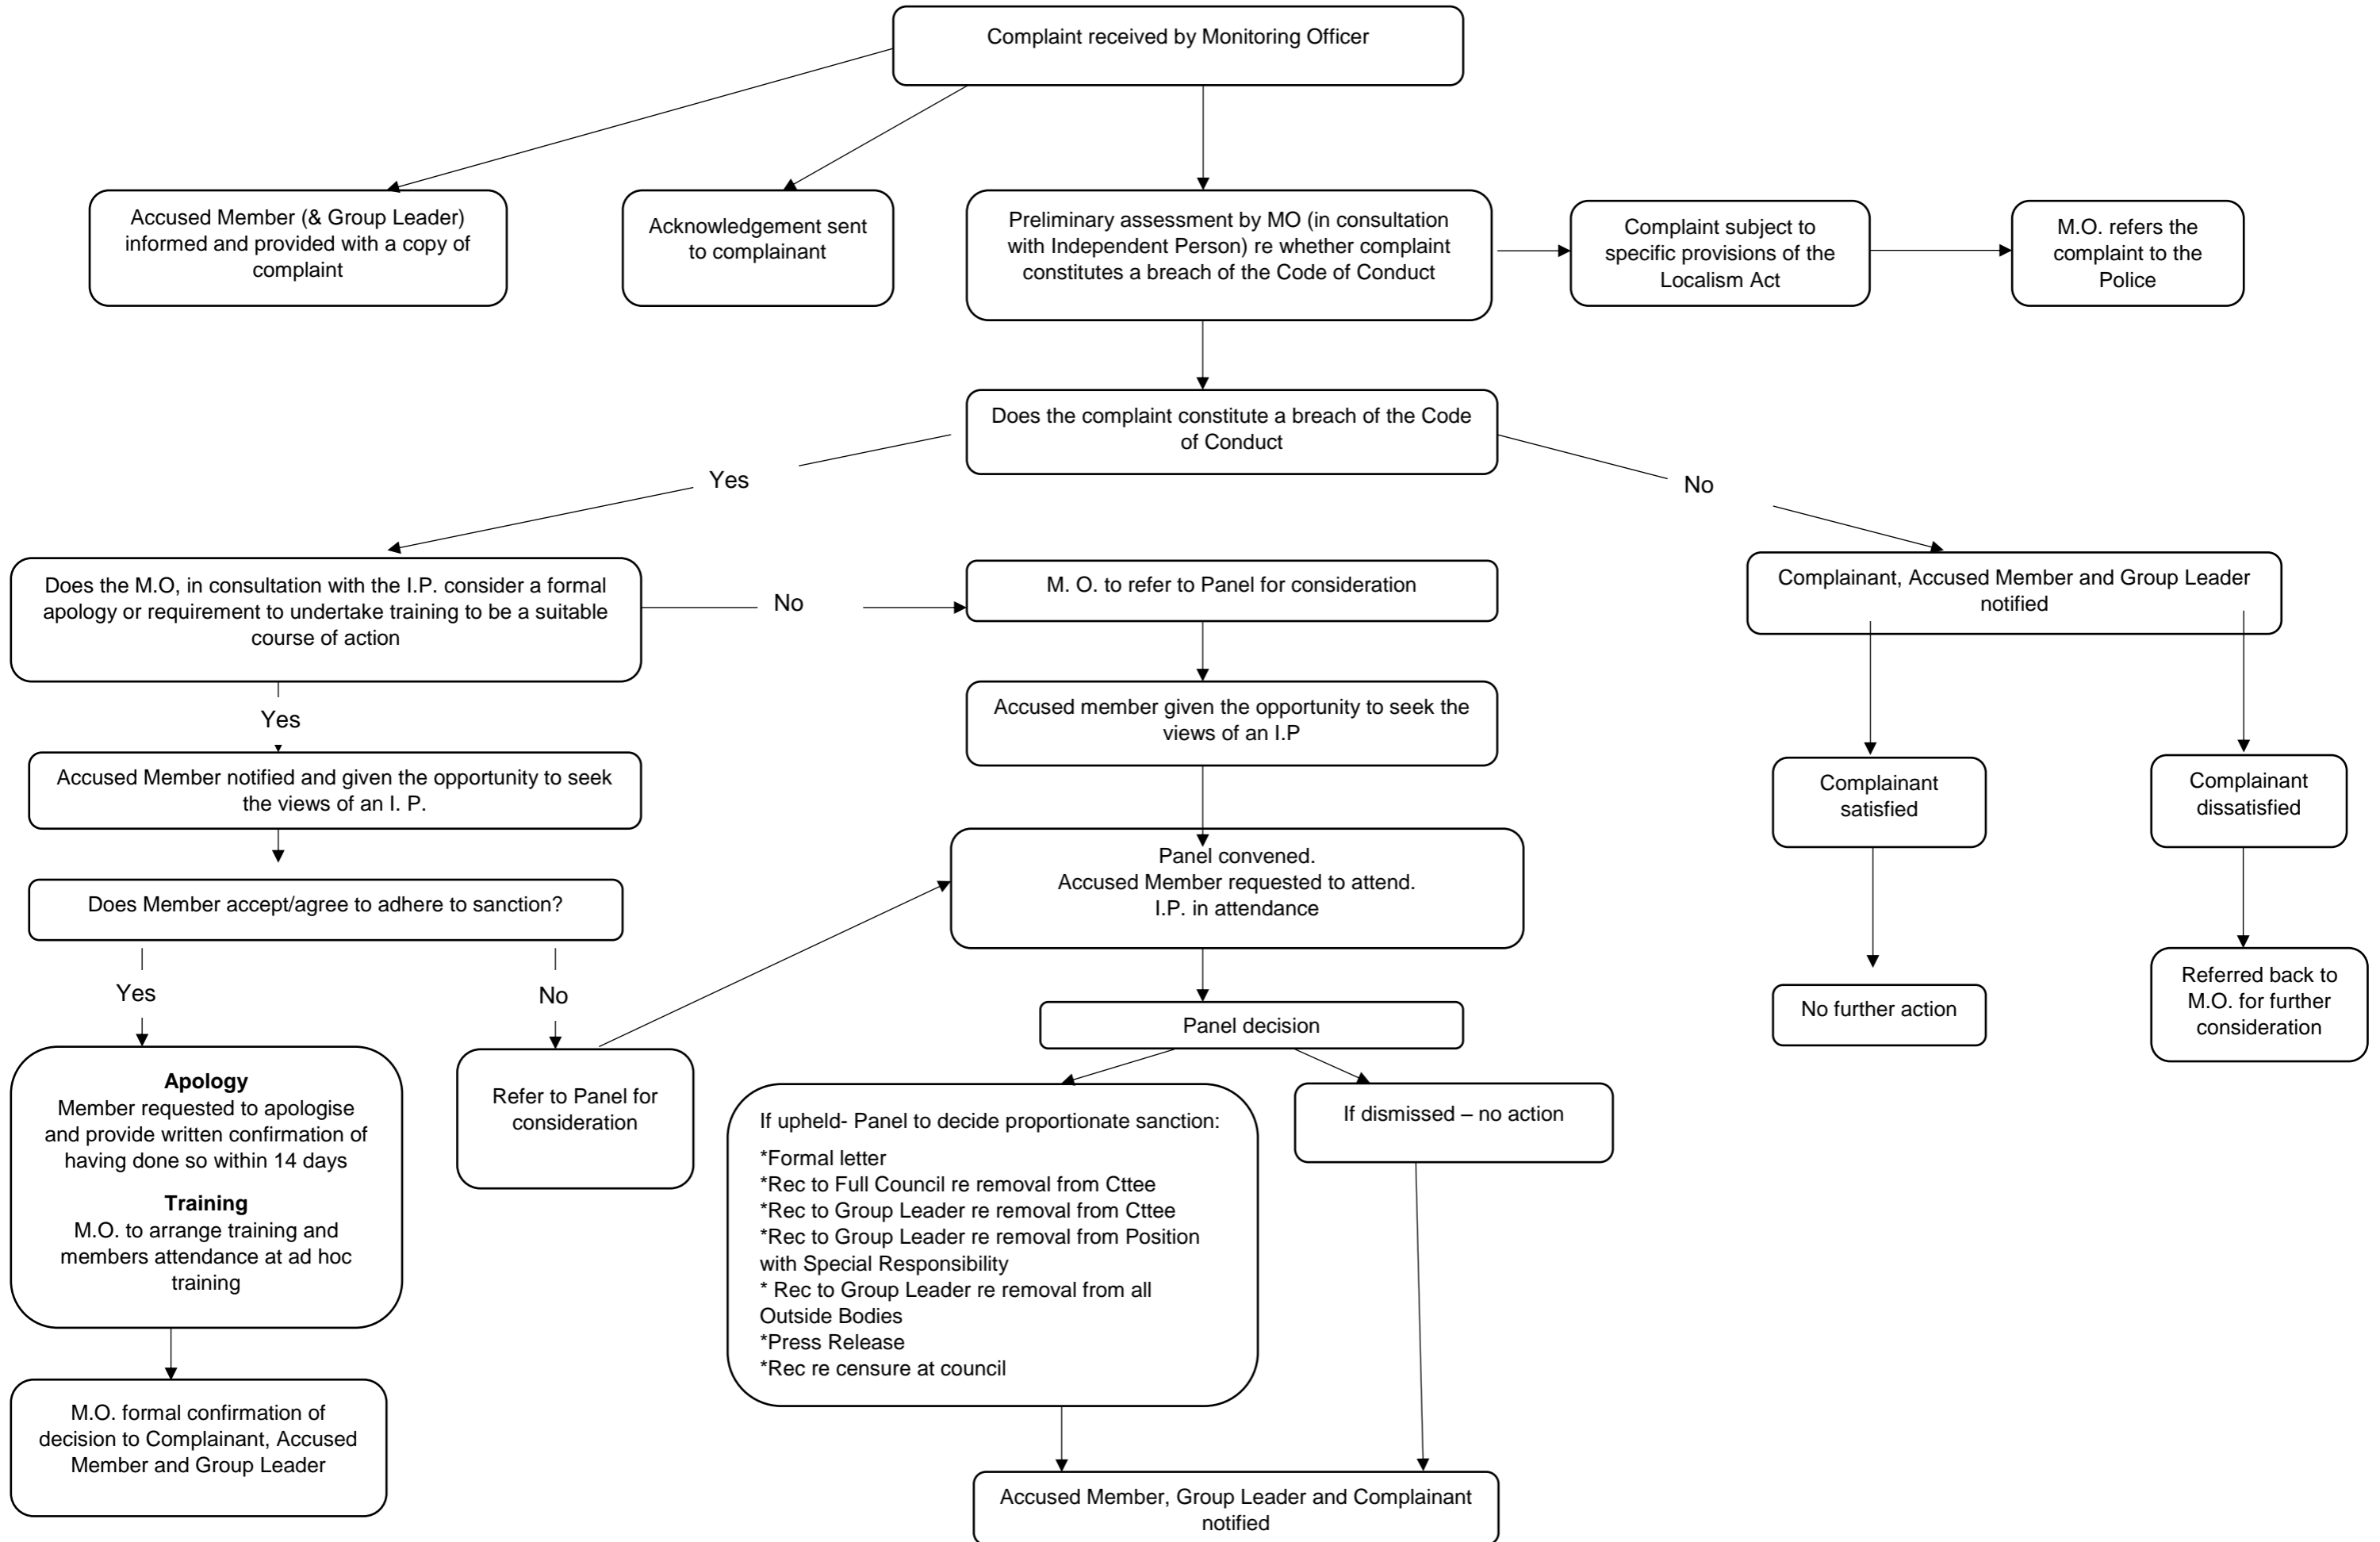 Complaint received by Monitoring Officer
Accused Member (& Group Leader)
informed and provided with a copy of
complaint
Acknowledgement sent
to complainant
Preliminary assessment by MO (in consultation
with Independent Person) re whether complaint
constitutes a breach of the Code of Conduct
Complaint subject to
specific provisions of the
Localism Act
M.O. refers the
complaint to the
Police
Does the complaint constitute a breach of the Code
of Conduct
Yes
No
Does the M.O, in consultation with the I.P. consider a formal
apology or requirement to undertake training to be a suitable
course of action
No
M. O. to refer to Panel for consideration
Complainant, Accused Member and Group Leader
notified
Yes
Accused member given the opportunity to seek the
views of an I.P
Accused Member notified and given the opportunity to seek
the views of an I. P.
Complainant
satisfied
Complainant
dissatisfied
Does Member accept/agree to adhere to sanction?
Panel convened.
Accused Member requested to attend.
I.P. in attendance
Yes
No
Panel decision
No further action
Referred back to
M.O. for further
consideration
Apology
Member requested to apologise
and provide written confirmation of
having done so within 14 days
Training
M.O. to arrange training and
members attendance at ad hoc
training
Refer to Panel for
consideration
If upheld- Panel to decide proportionate sanction:
*Formal letter
*Rec to Full Council re removal from Cttee
*Rec to Group Leader re removal from Cttee
*Rec to Group Leader re removal from Position
with Special Responsibility
* Rec to Group Leader re removal from all
Outside Bodies
*Press Release
*Rec re censure at council
If dismissed – no action
M.O. formal confirmation of
decision to Complainant, Accused
Member and Group Leader
Accused Member, Group Leader and Complainant
notified